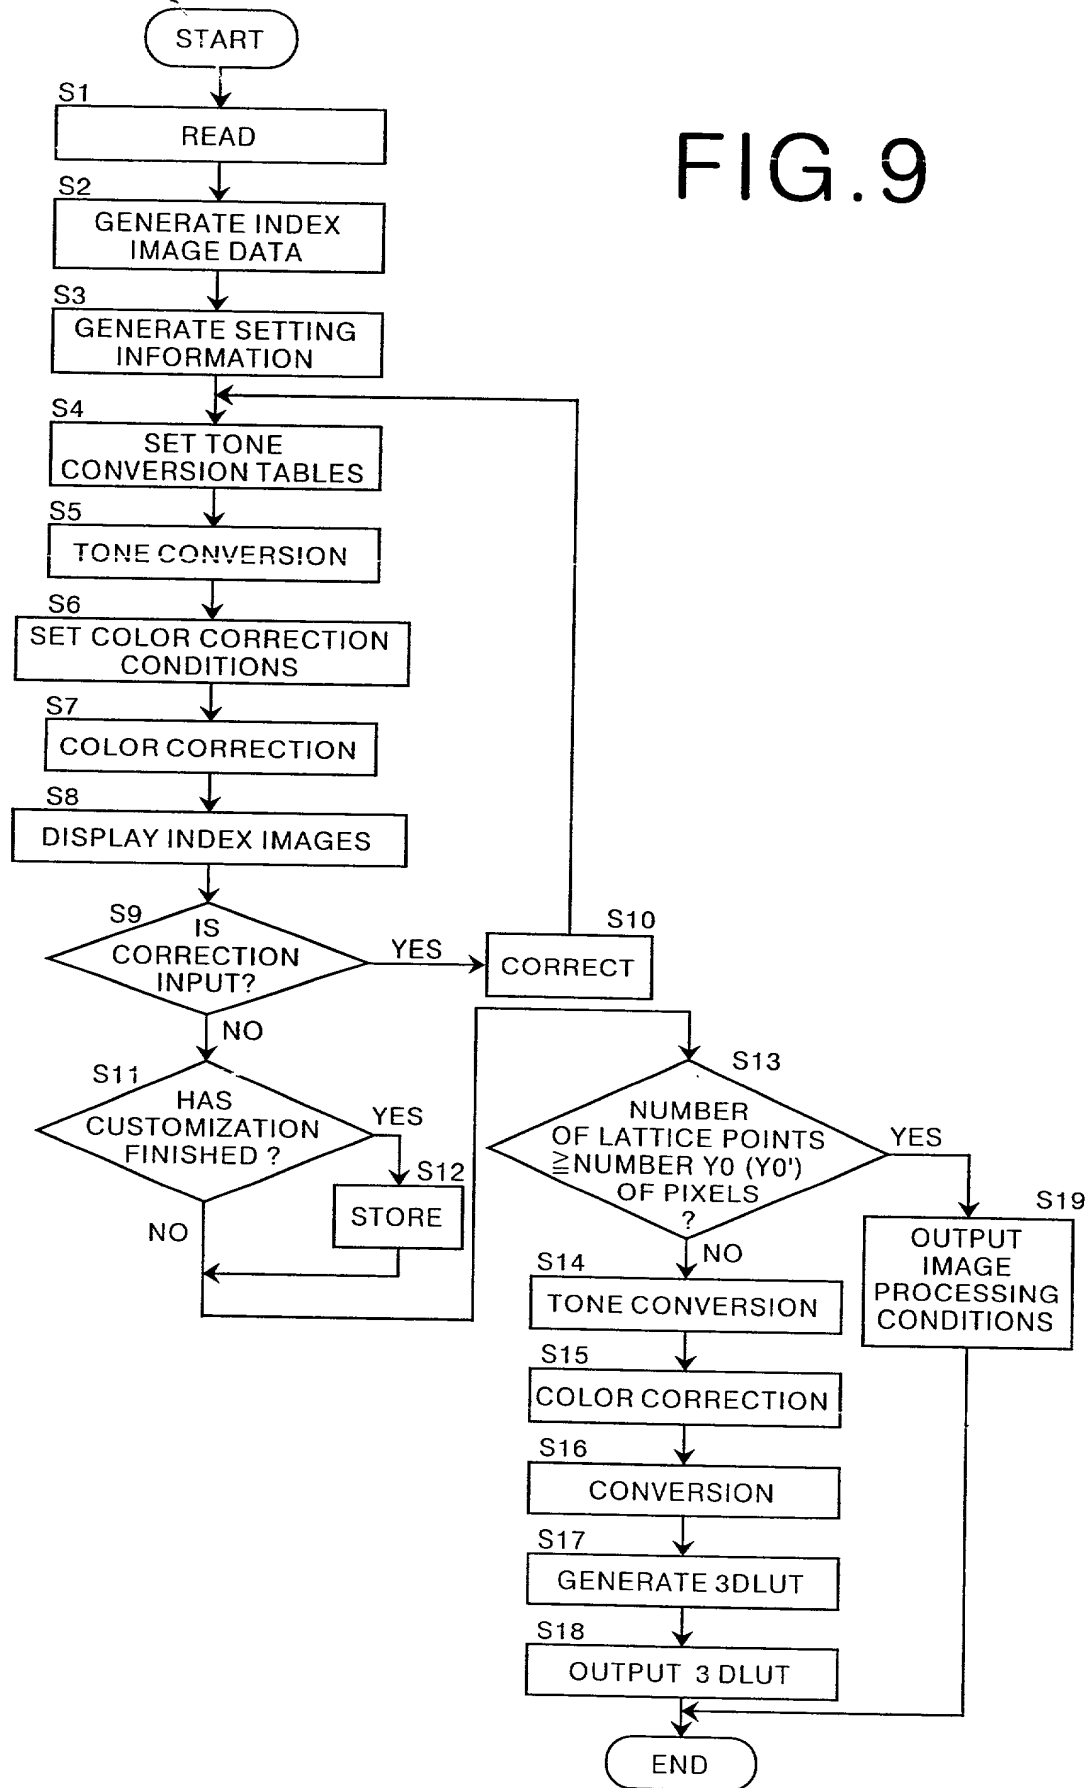 START
FIG.9
S1
READ
S2
GENERATE INDEX
IMAGE DATA
S3
GENERATE SETTING
INFORMATION
S4
SET TONE
CONVERSION TABLES
S5
TONE CONVERSION
S6
SET COLOR CORRECTION
CONDITIONS
S7
COLOR CORRECTION
S8
DISPLAY INDEX IMAGES
S9
IS
CORRECTION
INPUT?
YES
S10
CORRECT
NO
S11
HAS
CUSTOMIZATION
FINISHED ?
YES
S12
STORE
NO
S13
NUMBER
OF LATTICE POINTS
≧NUMBER Y0 (Y0')
OF PIXELS
?
YES
S19
OUTPUT
IMAGE
PROCESSING
CONDITIONS
NO
S14
TONE CONVERSION
S15
COLOR CORRECTION
S16
CONVERSION
S17
GENERATE 3DLUT
S18
OUTPUT 3 DLUT
END